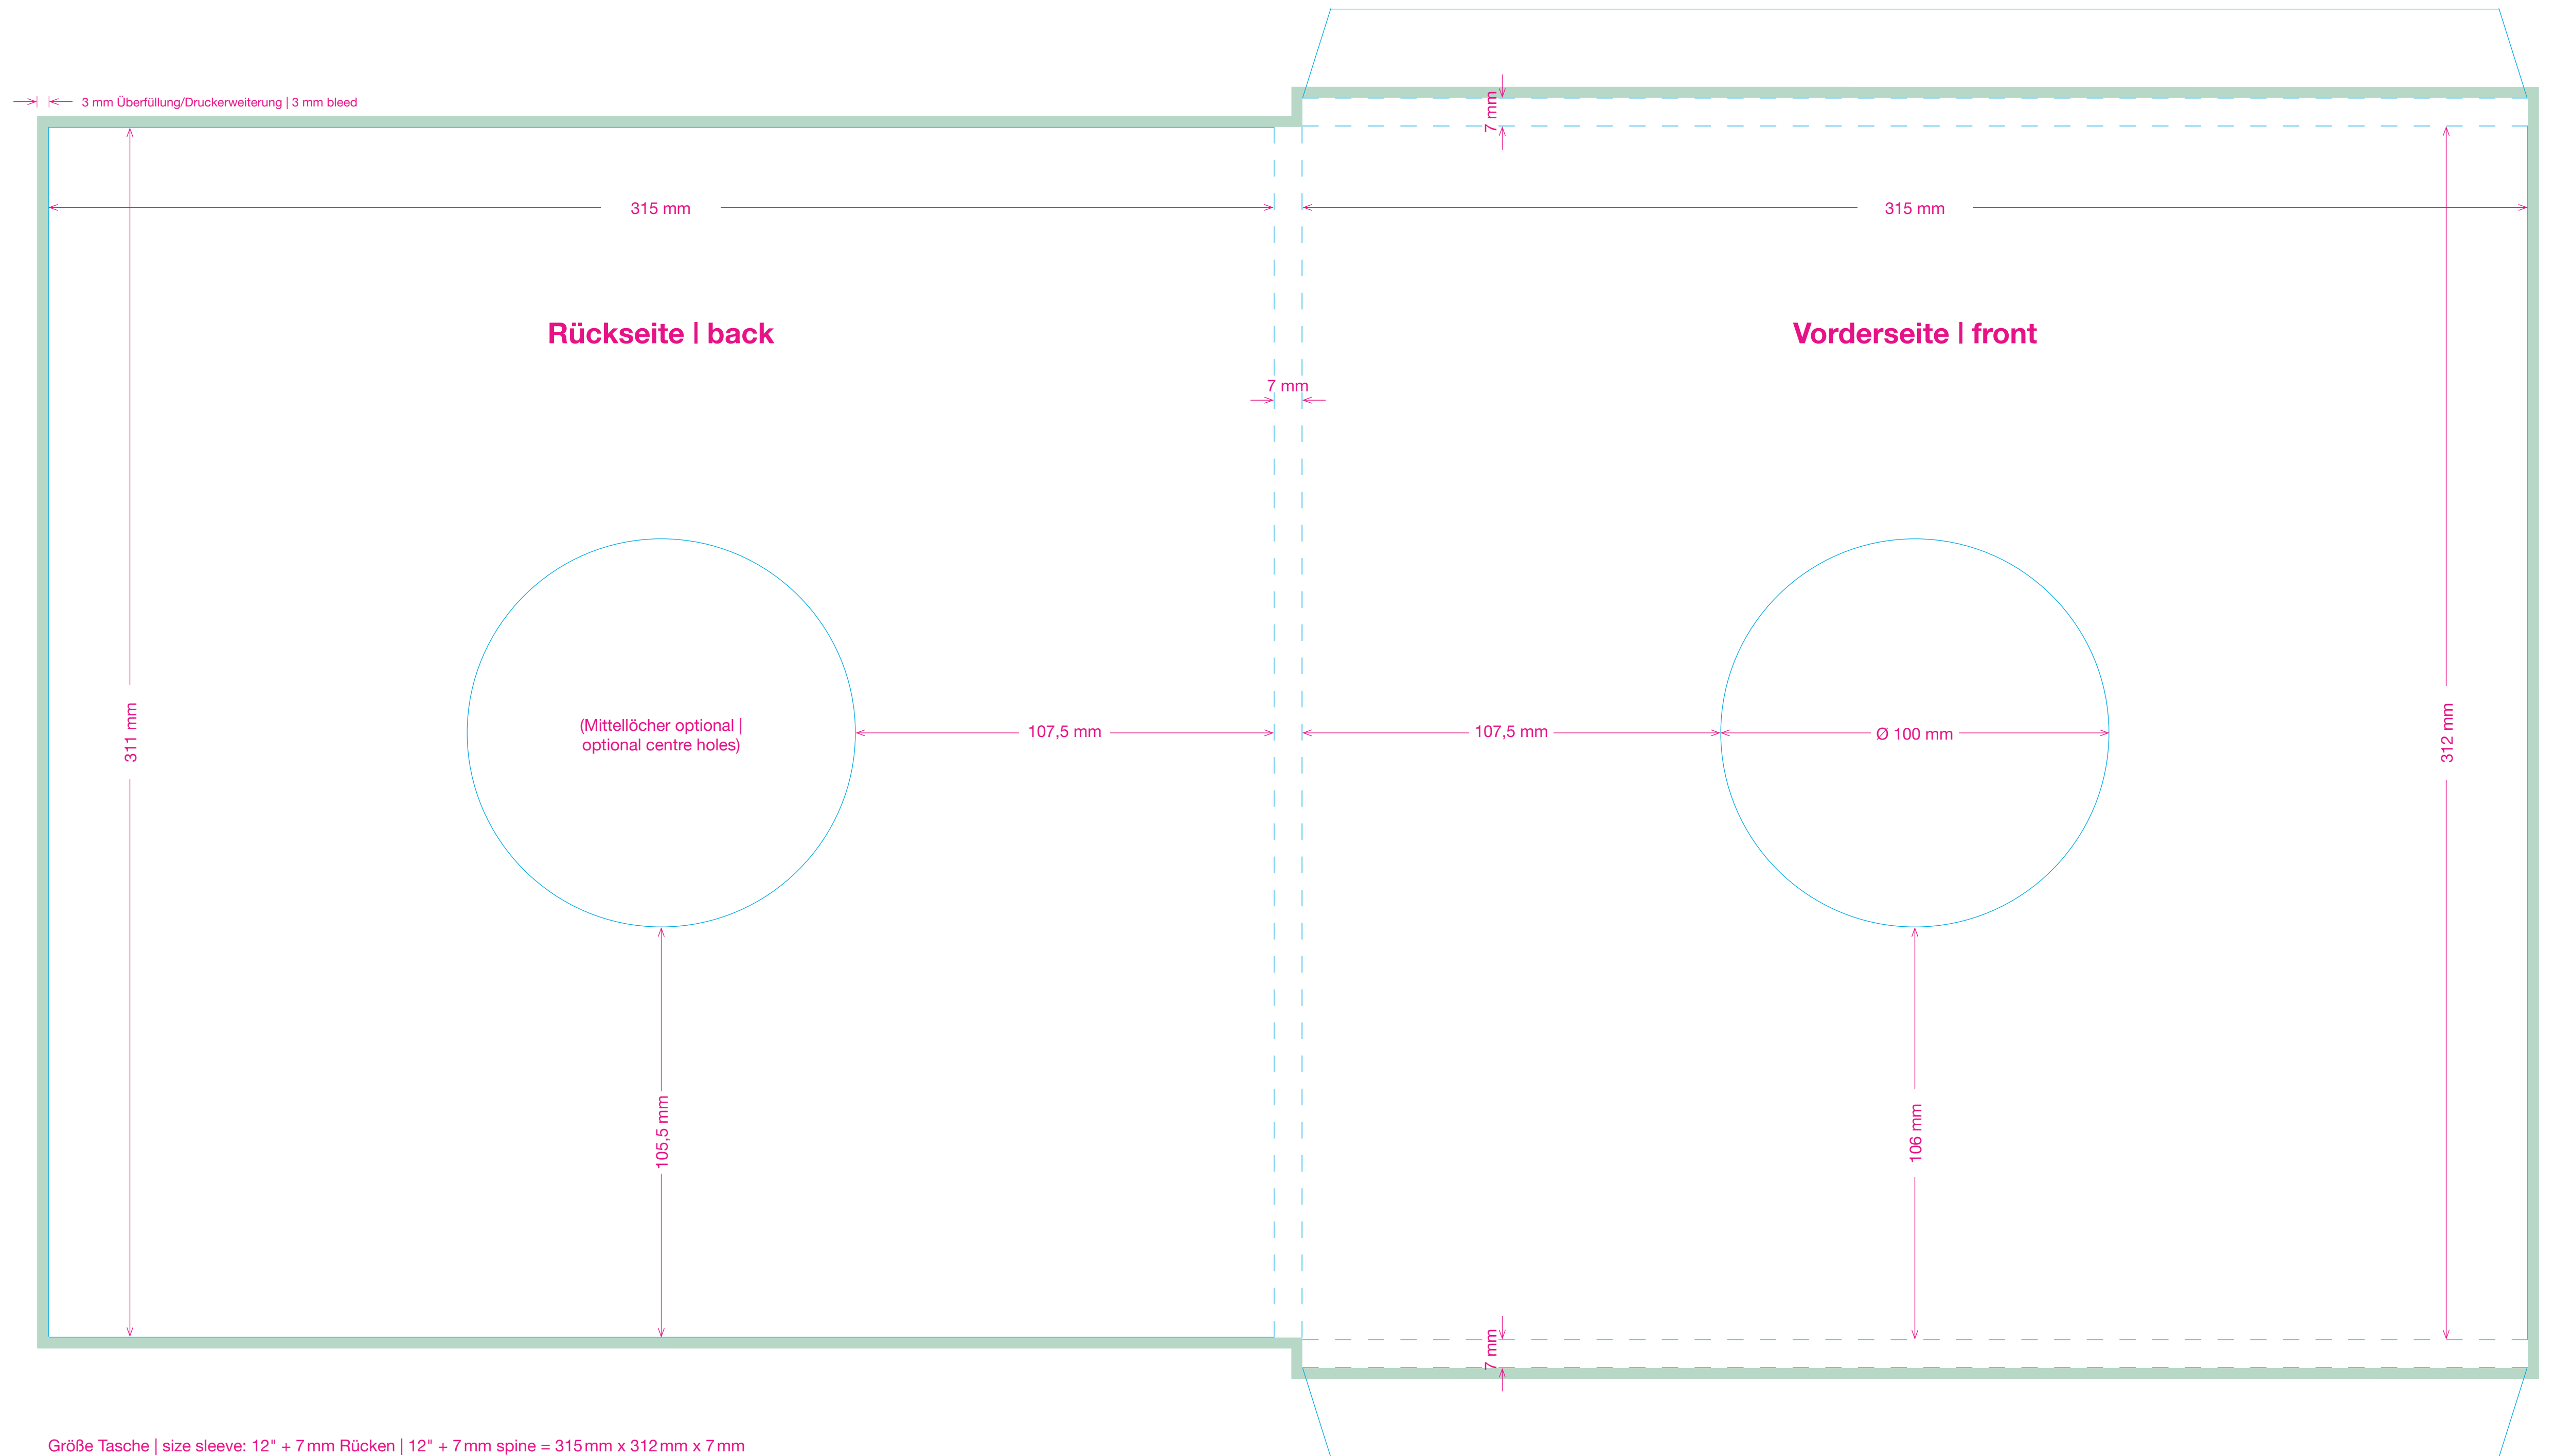 3 mm Überfüllung/Druckerweiterung | 3 mm bleed
7 mm
315 mm
315 mm
Rückseite | back
Vorderseite | front
7 mm
311 mm
(Mittellöcher optional |
optional centre holes)
107,5 mm
107,5 mm
Ø 100 mm
312 mm
105,5 mm
106 mm
7 mm
Größe Tasche | size sleeve: 12" + 7 mm Rücken | 12" + 7 mm spine = 315 mm x 312 mm x 7 mm